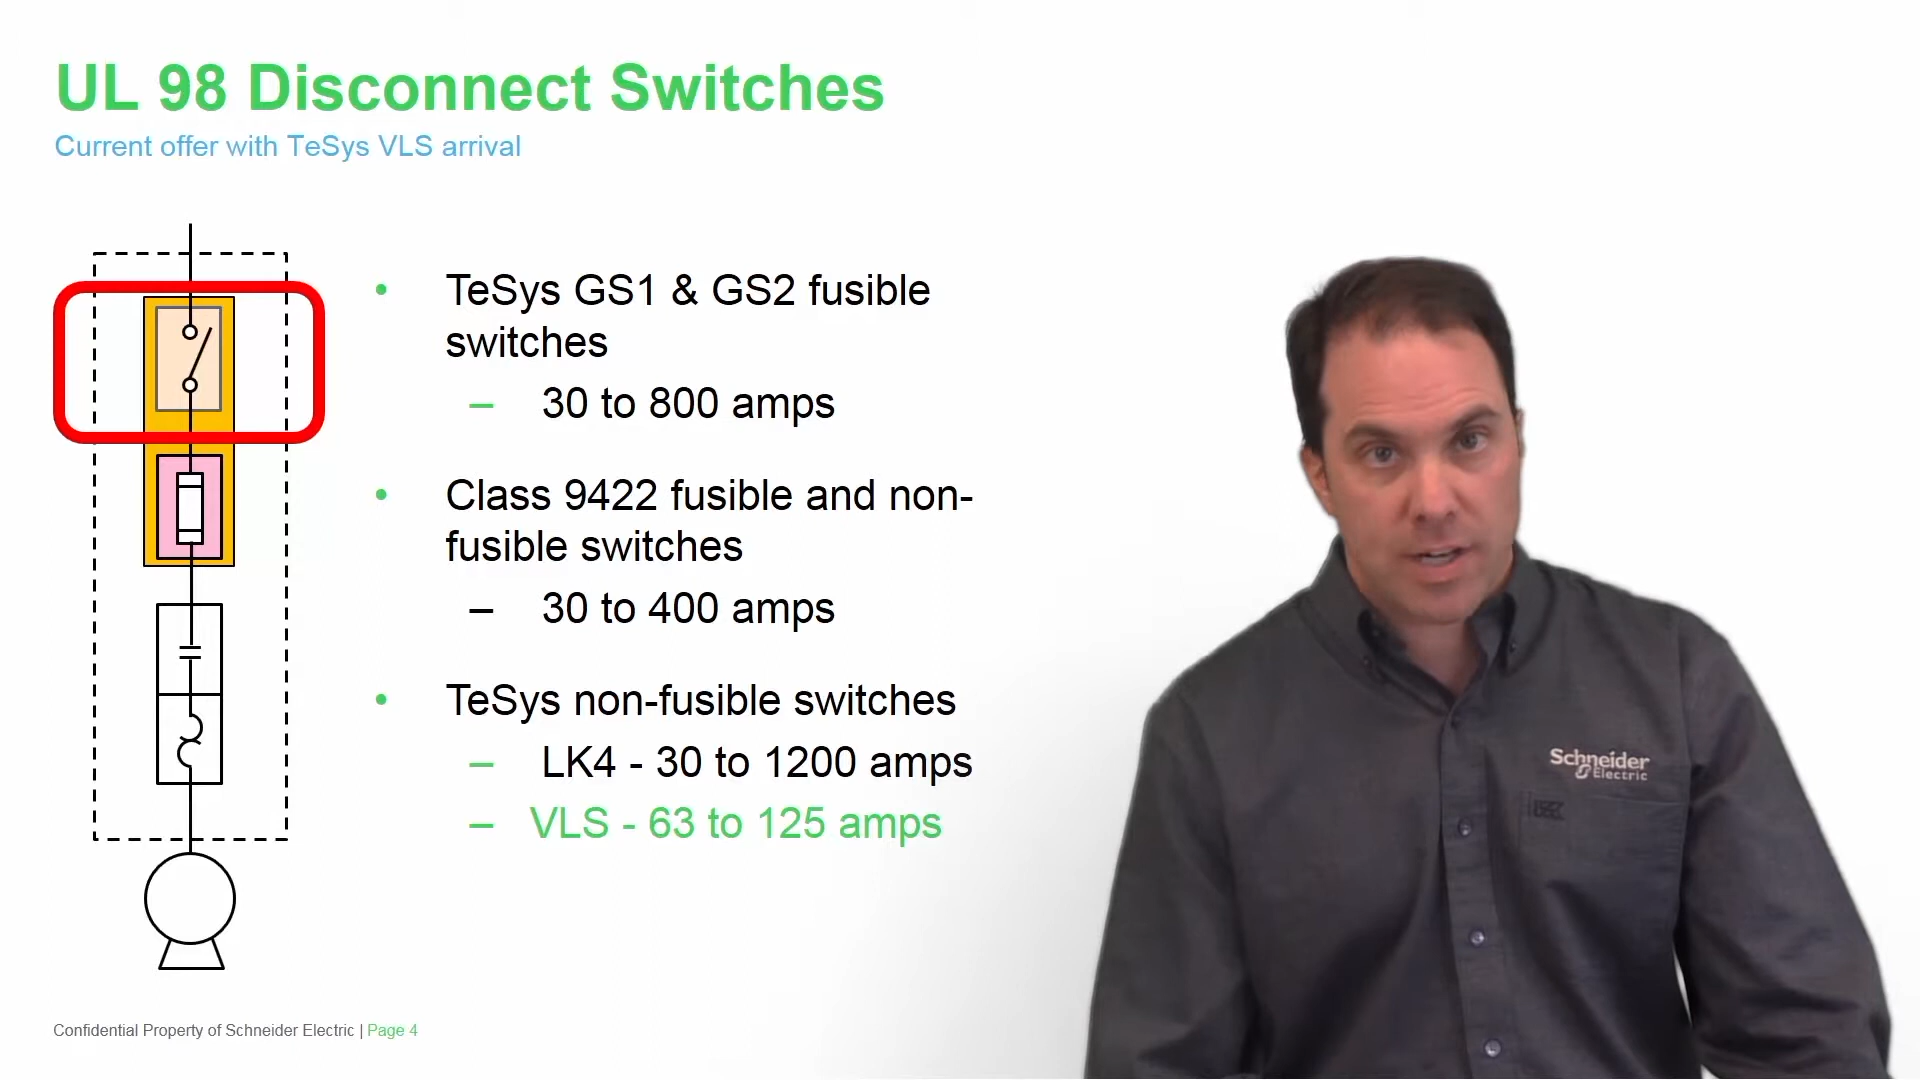 UL 98 Disconnect Switches
Current offer with TeSys VLS arrival
• TeSys GS1 & GS2 fusible
switches
– 30 to 800 amps
• Class 9422 fusible and non-
fusible switches
– 30 to 400 amps
• TeSys non-fusible switches
– LK4 - 30 to 1200 amps
– VLS - 63 to 125 amps
Schneider
Electric
Confidential Property of Schneider Electric | Page 4